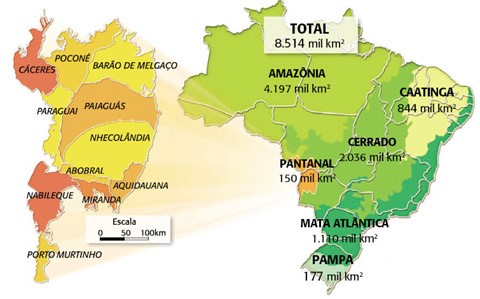 CÁCERES
POCONÉ
BARÃO DE MELGAÇO
PARAGUAI
PAIAGUÁS
NHECOLÂNDIA
ABOBRAL
AQUIDAUANA
NABILEQUE
MIRANDA
PORTO MURTINHO
Escala
0 50 100km
TOTAL
8.514 mil km²
AMAZÔNIA
4.197 mil km²
CAATINGA
844 mil km²
CERRADO
2.036 mil km²
PANTANAL
150 mil km²
MATA ATLÂNTICA
1.110 mil km²
PAMPA
177 mil km²